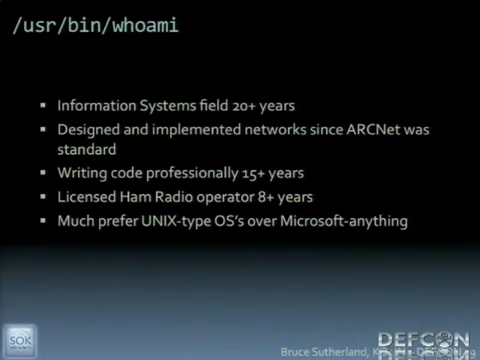 /usr/bin/whoami
Information Systems field 20+ years
Designed and implemented networks since ARCNet was
standard
Writing code professionally 15+ years
Licensed Ham Radio operator 8+ years
Much prefer UNIX-type OS's over Microsoft-anything
SOK
DEFCON
Bruce Sutherland,